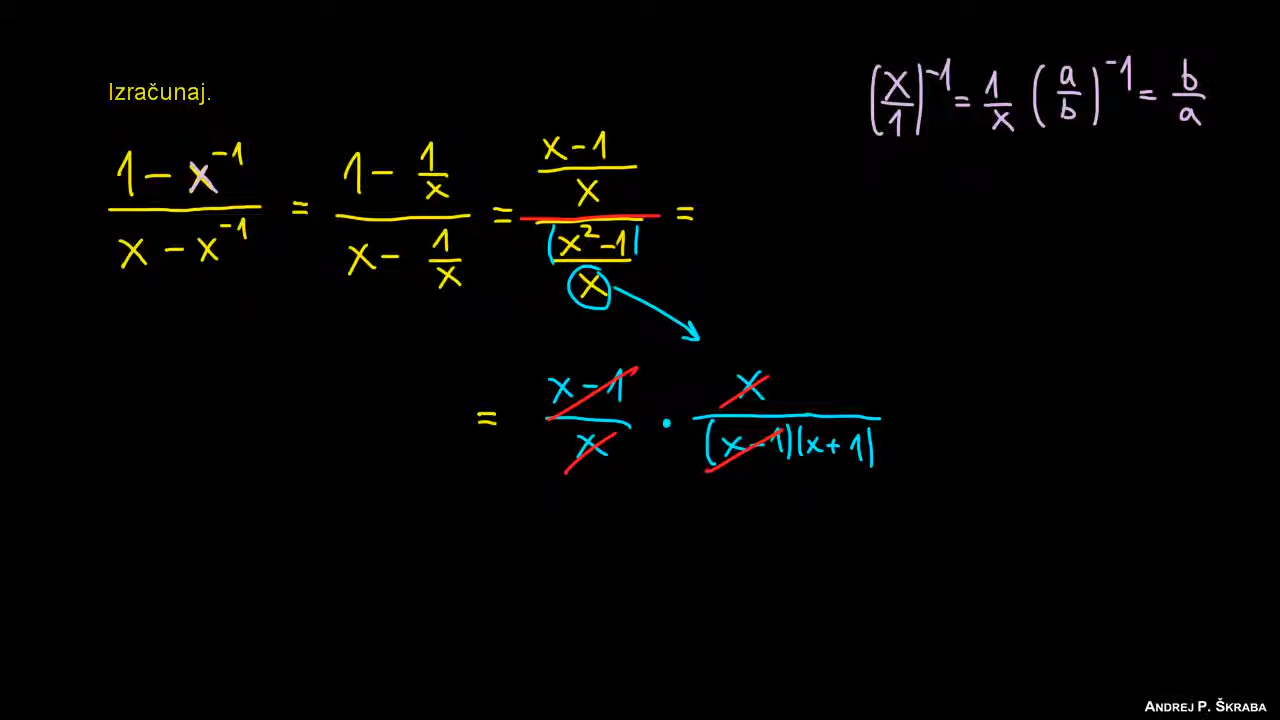 Izračunaj.
(x/1)^-1 = 1/x (a/b)^-1 = b/a
(1 - x^-1)/(x - x^-1) = (1 - 1/x)/(x - 1/x) = ((x-1)/x)/((x²-1)/x) =
= (x-1)/x · x/((x-1)(x+1))
ANDREJ P. ŠKRABA